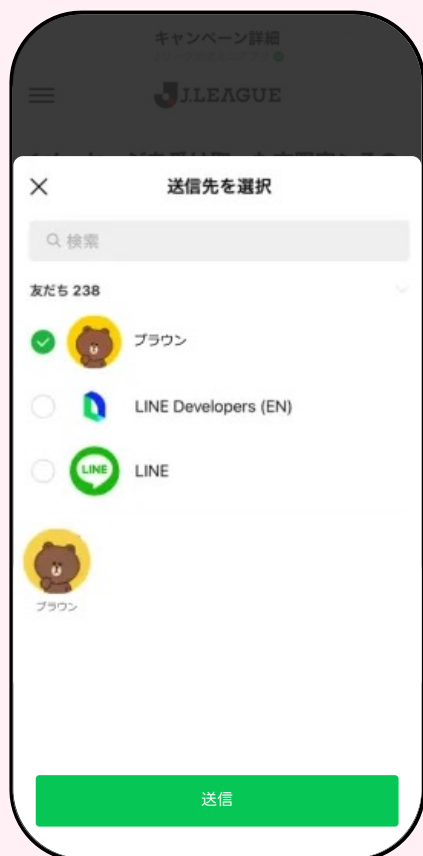 キャンペーン詳細
J.LEAGUE
送信先を選択
検索
友だち 238
ブラウン
LINE Developers (EN)
LINE
LINE
ブラウン
送信